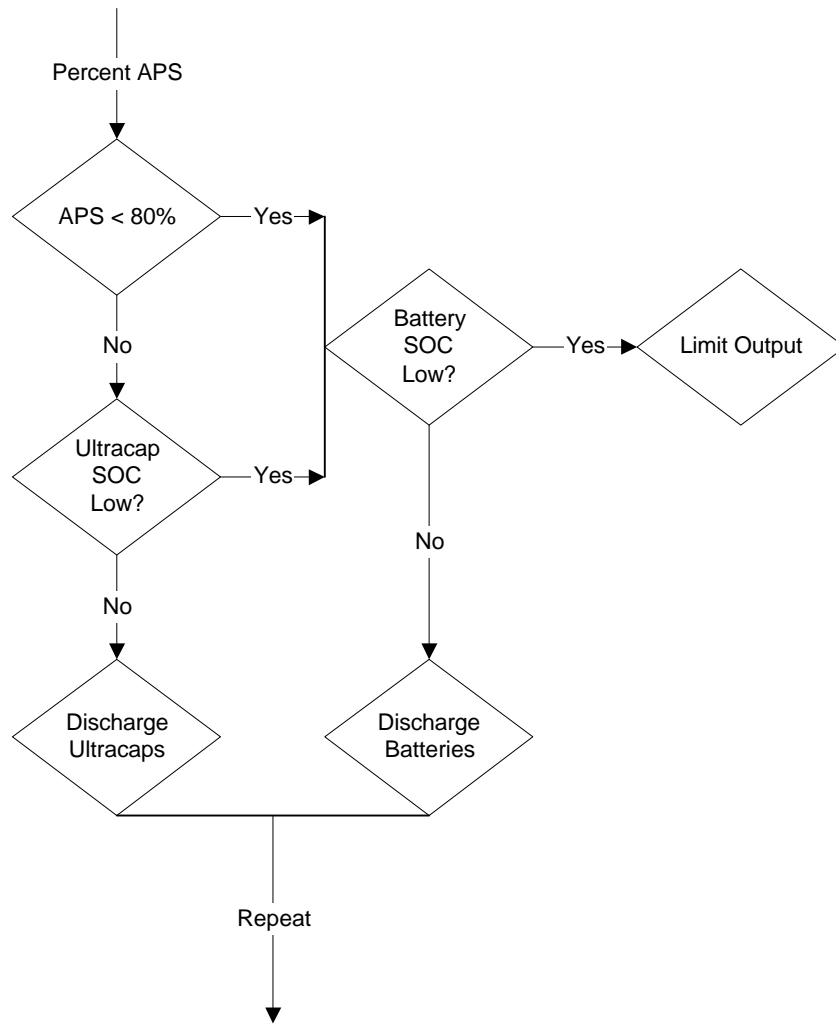 Percent APS
APS < 80%
Yes
No
Battery
SOC
Low?
Yes
Limit Output
Ultracap
SOC
Low?
Yes
No
No
Discharge
Ultracaps
Discharge
Batteries
Repeat